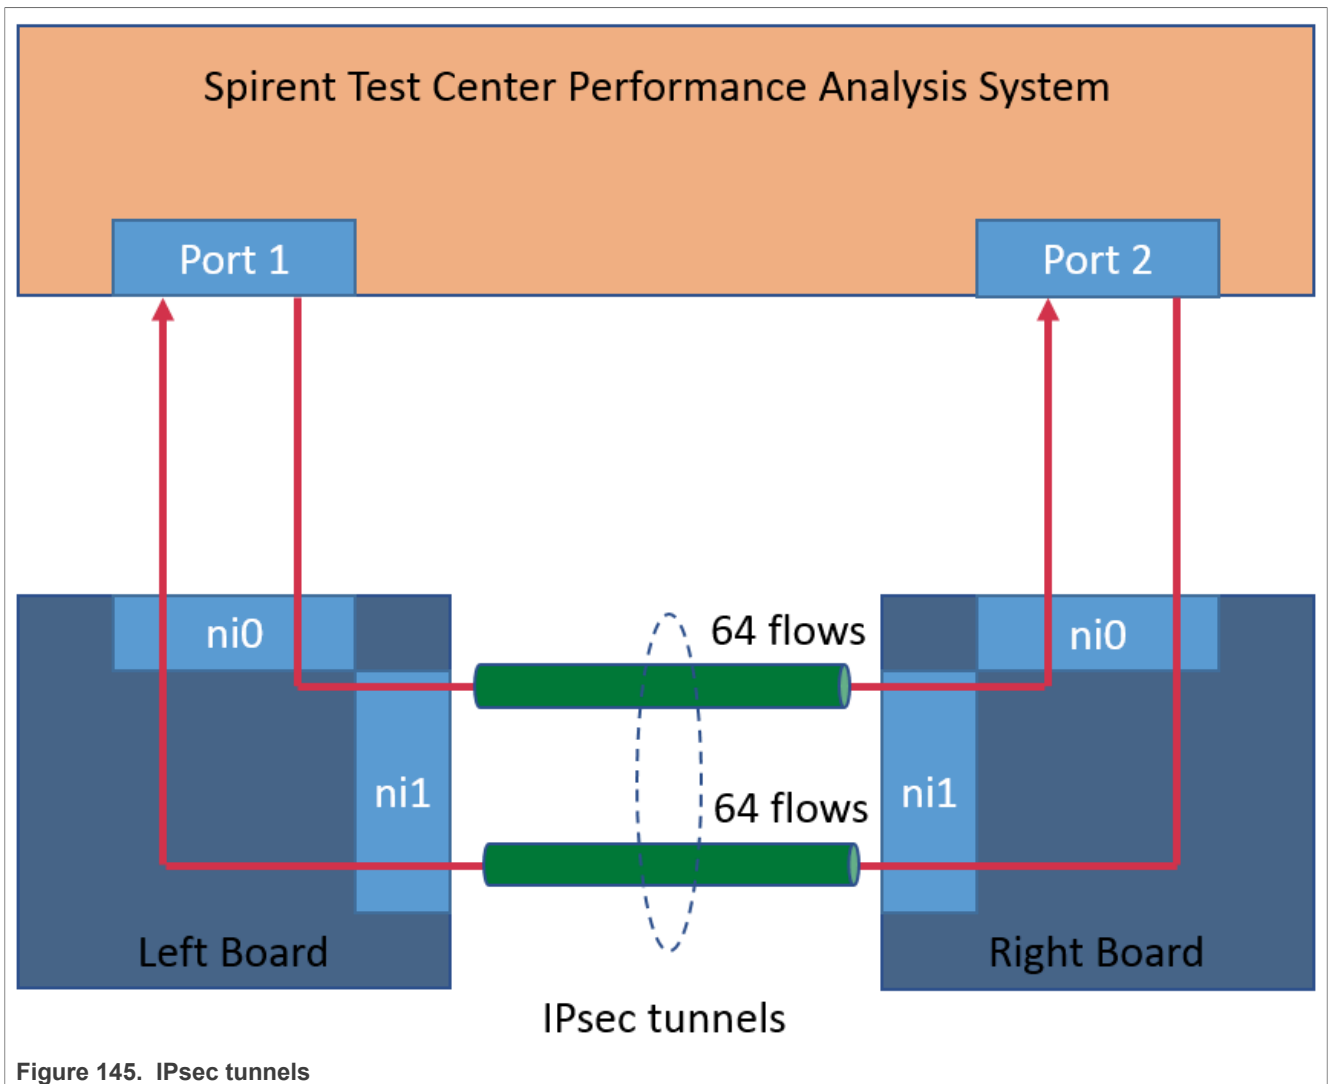 Spirent Test Center Performance Analysis System
Port 1
Port 2
ni0
64 flows
ni0
ni1
64 flows
ni1
Left Board
Right Board
IPsec tunnels
Figure 145. IPsec tunnels